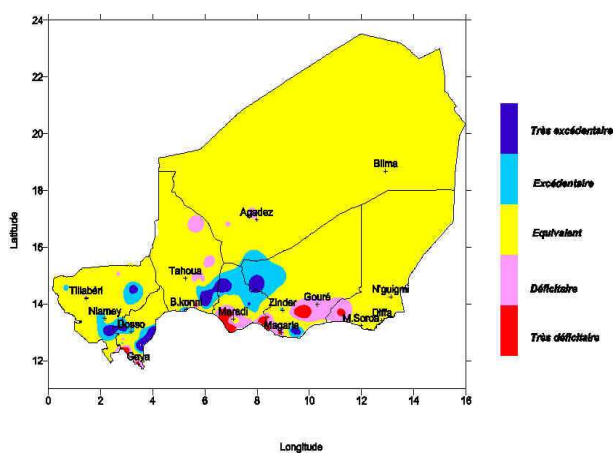 24
22
20
18
16
14
12
Latitude
Bilma
Agadez
Tahoua
Tillabéri
N'guigmi
B.konni
Zinder
Gouré
Niamey
Maradi
Diffa
Dosso
M.Soroa
Magaria
Gaya
0 2 4 6 8 10 12 14 16
Longitude
Très excédentaire
Excédentaire
Equivalent
Déficitaire
Très déficitaire